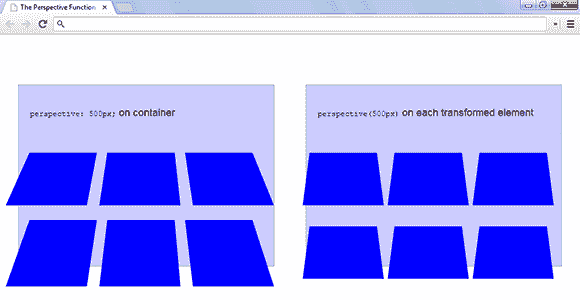 The Perspective Function
perspective: 500px; on container
perspective(500px) on each transformed element